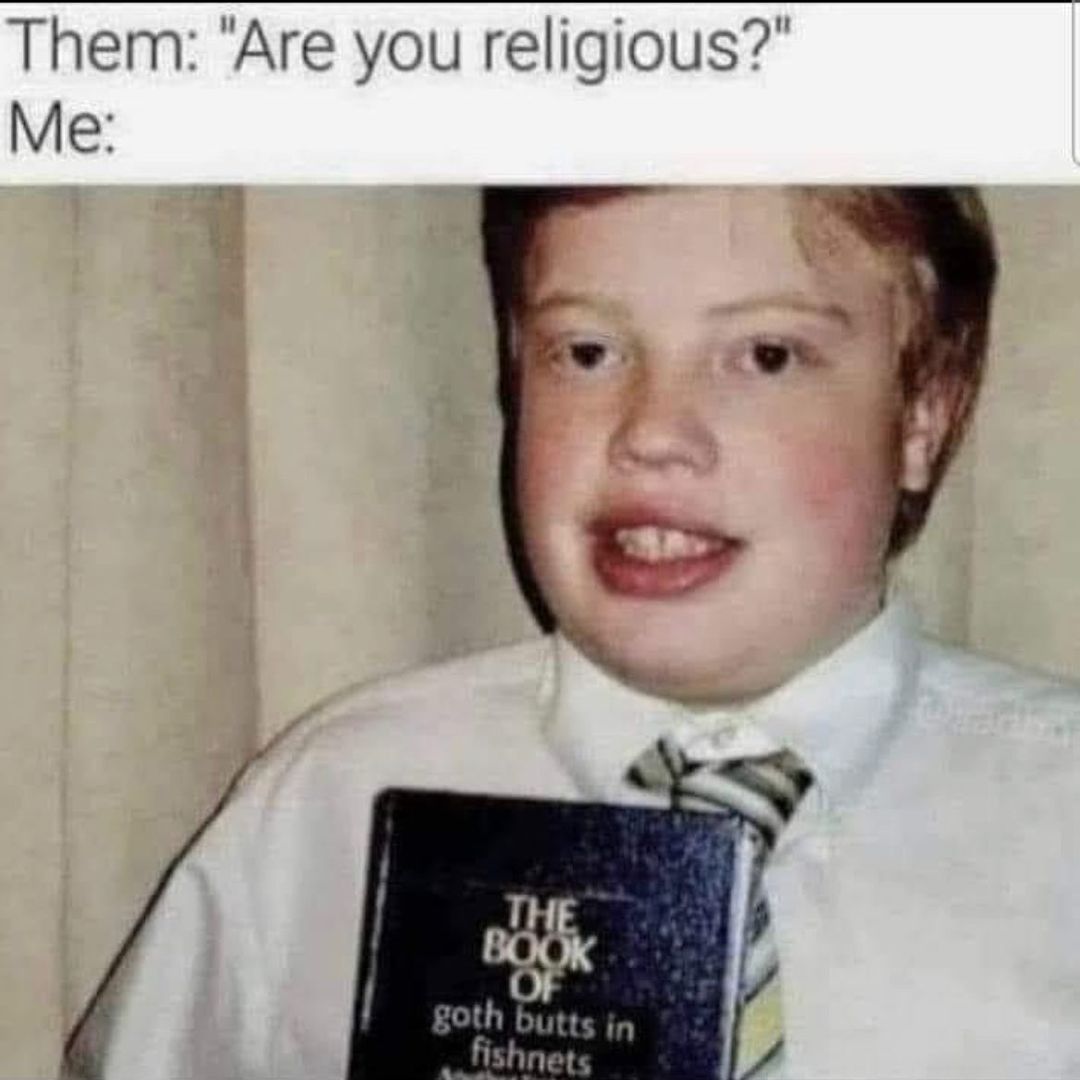 Them: "Are you religious?"
Me:
THE
BOOK
OF
goth butts in
fishnets